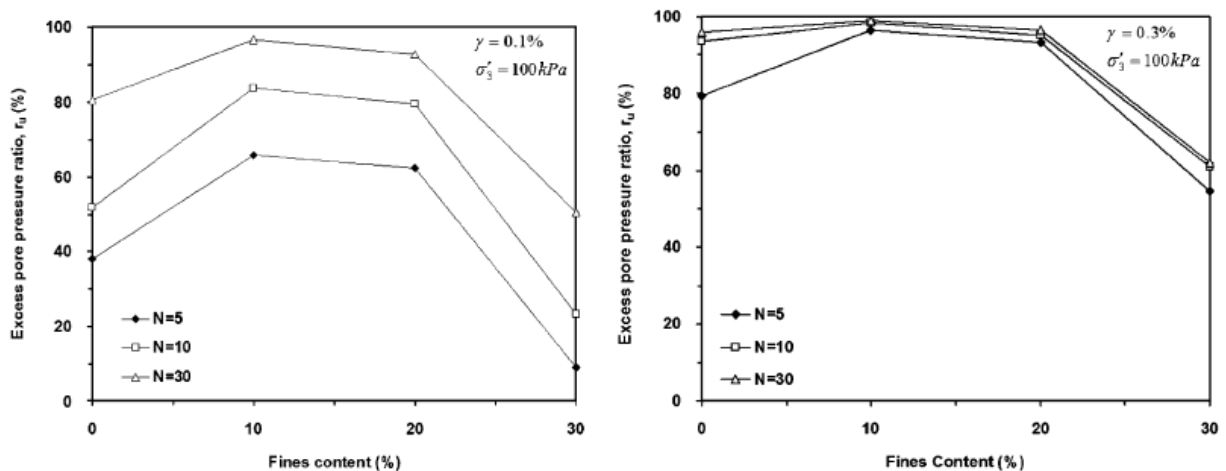 Excess pore pressure ratio, r_u (%)
100
80
60
40
20
0
γ = 0.1%
σ′₃ = 100kPa
N=5
N=10
N=30
0 10 20 30
Fines content (%)
Excess pore pressure ratio, r_u (%)
100
80
60
40
20
0
γ = 0.3%
σ′₃ = 100kPa
N=5
N=10
N=30
0 10 20 30
Fines Content (%)